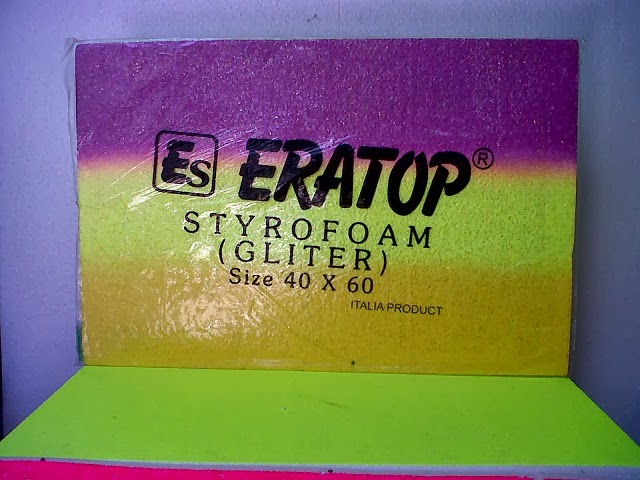 Es ERATOP®
STYROFOAM
(GLITER)
Size 40 X 60
ITALIA PRODUCT